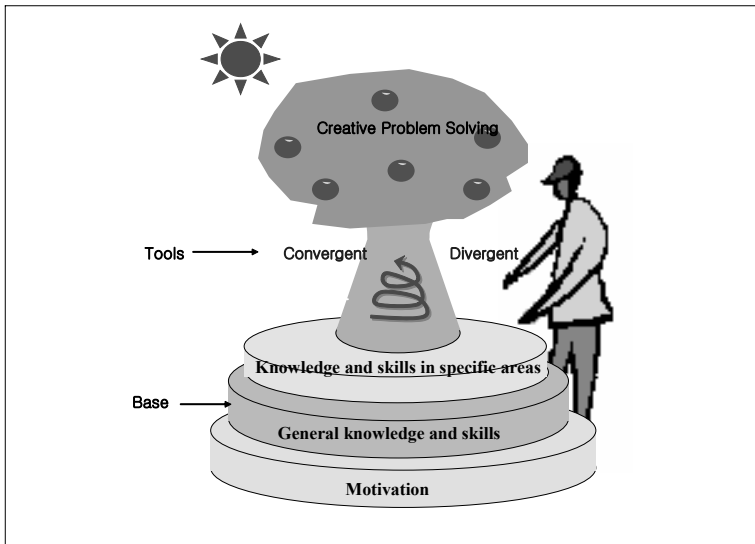 Creative Problem Solving
Tools
Convergent
Divergent
Knowledge and skills in specific areas
Base
General knowledge and skills
Motivation